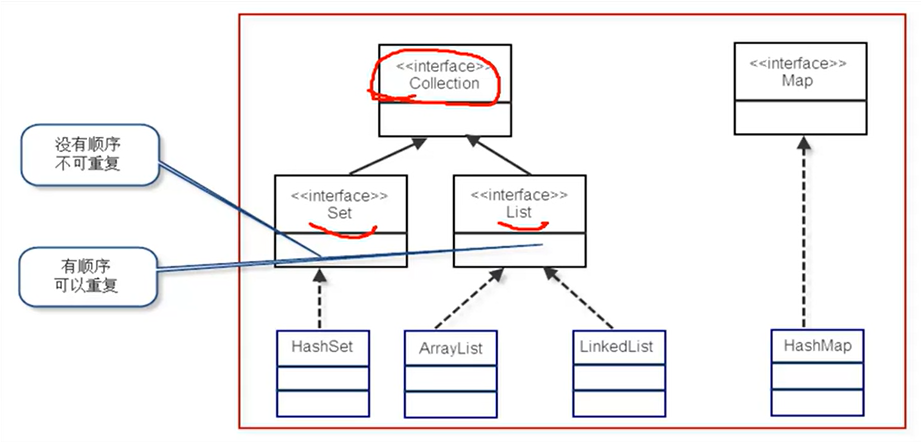 <<interface>>
Collection
<<interface>>
Map
没有顺序
不可重复
<<interface>>
Set
<<interface>>
List
有顺序
可以重复
HashSet
ArrayList
LinkedList
HashMap